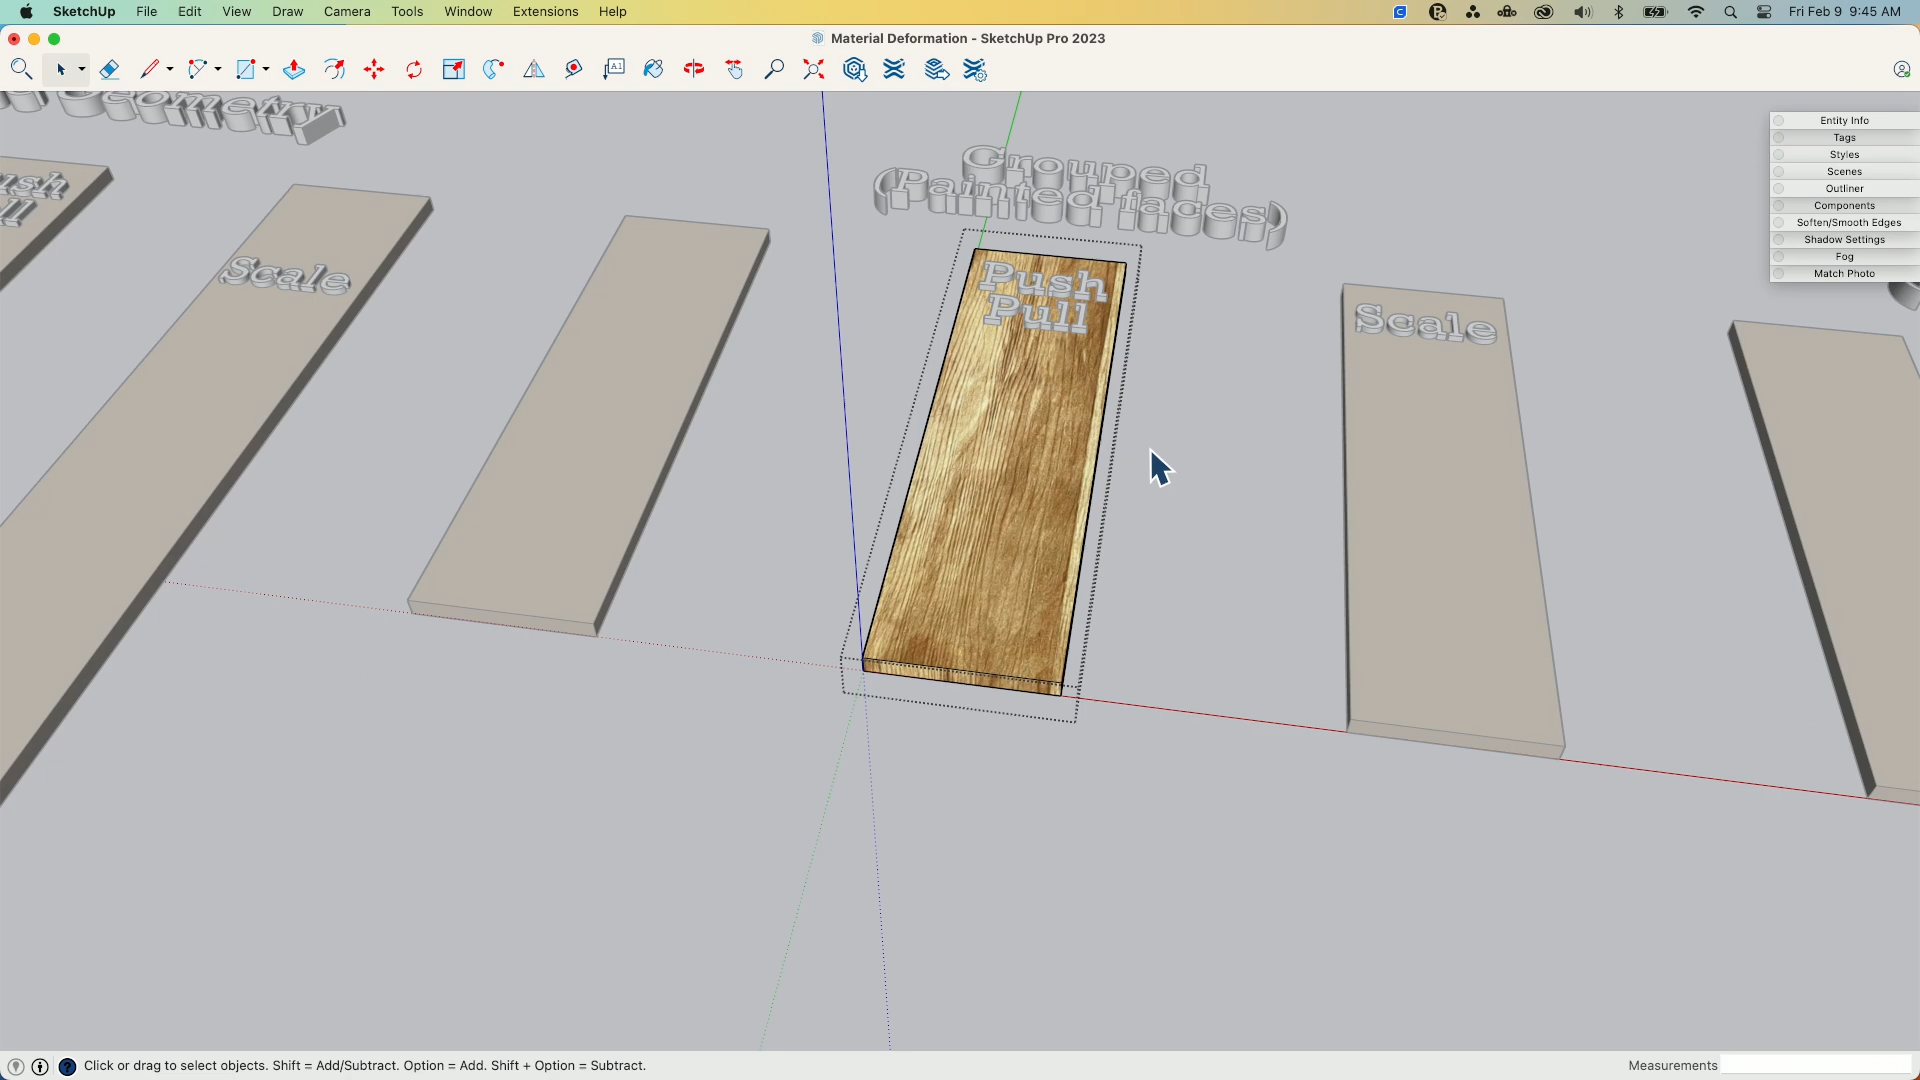 SketchUp File Edit View Draw Camera Tools Window Extensions Help Fri Feb 9 9:45 AM
Material Deformation - SketchUp Pro 2023
A1
Geometry
Entity Info
Tags
Styles
Scenes
Outliner
Components
Soften/Smooth Edges
Shadow Settings
Fog
Match Photo
Grouped
(Painted faces)
Scale
Push
Pull
Scale
Click or drag to select objects. Shift = Add/Subtract. Option = Add. Shift + Option = Subtract.
Measurements